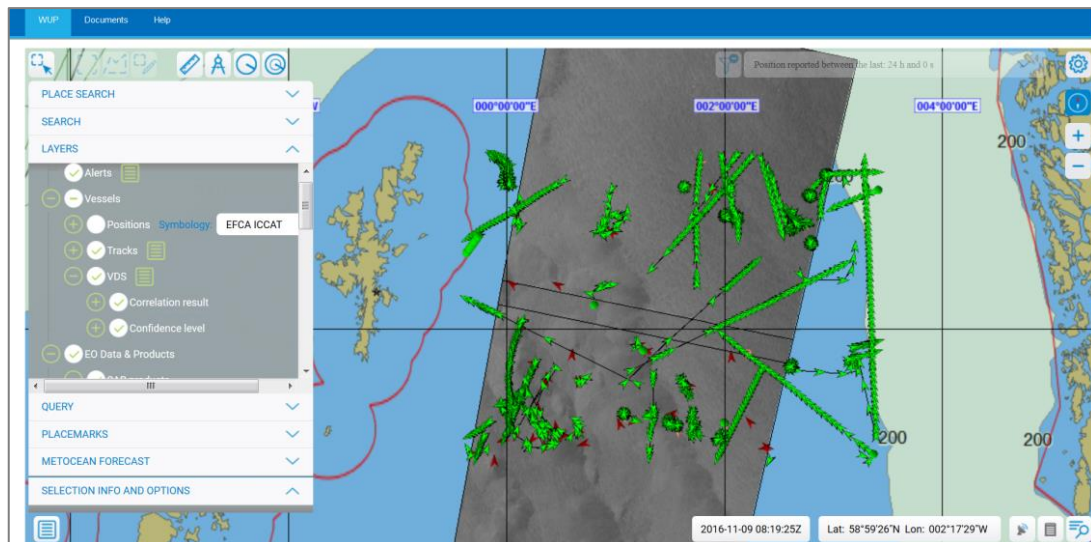 WUP Documents Help
Position reported between the last: 24 h and 0 s
PLACE SEARCH
W 000°00'00"E 002°00'00"E 004°00'00"E
SEARCH
LAYERS
200
Alerts
200
Vessels
Positions Symbology: EFCA ICCAT
Tracks
VDS
Correlation result
Confidence level
EO Data & Products
QUERY
PLACEMARKS
200
200
METOCEAN FORECAST
SELECTION INFO AND OPTIONS
2016-11-09 08:19:25Z Lat: 58°59'26"N Lon: 002°17'29"W